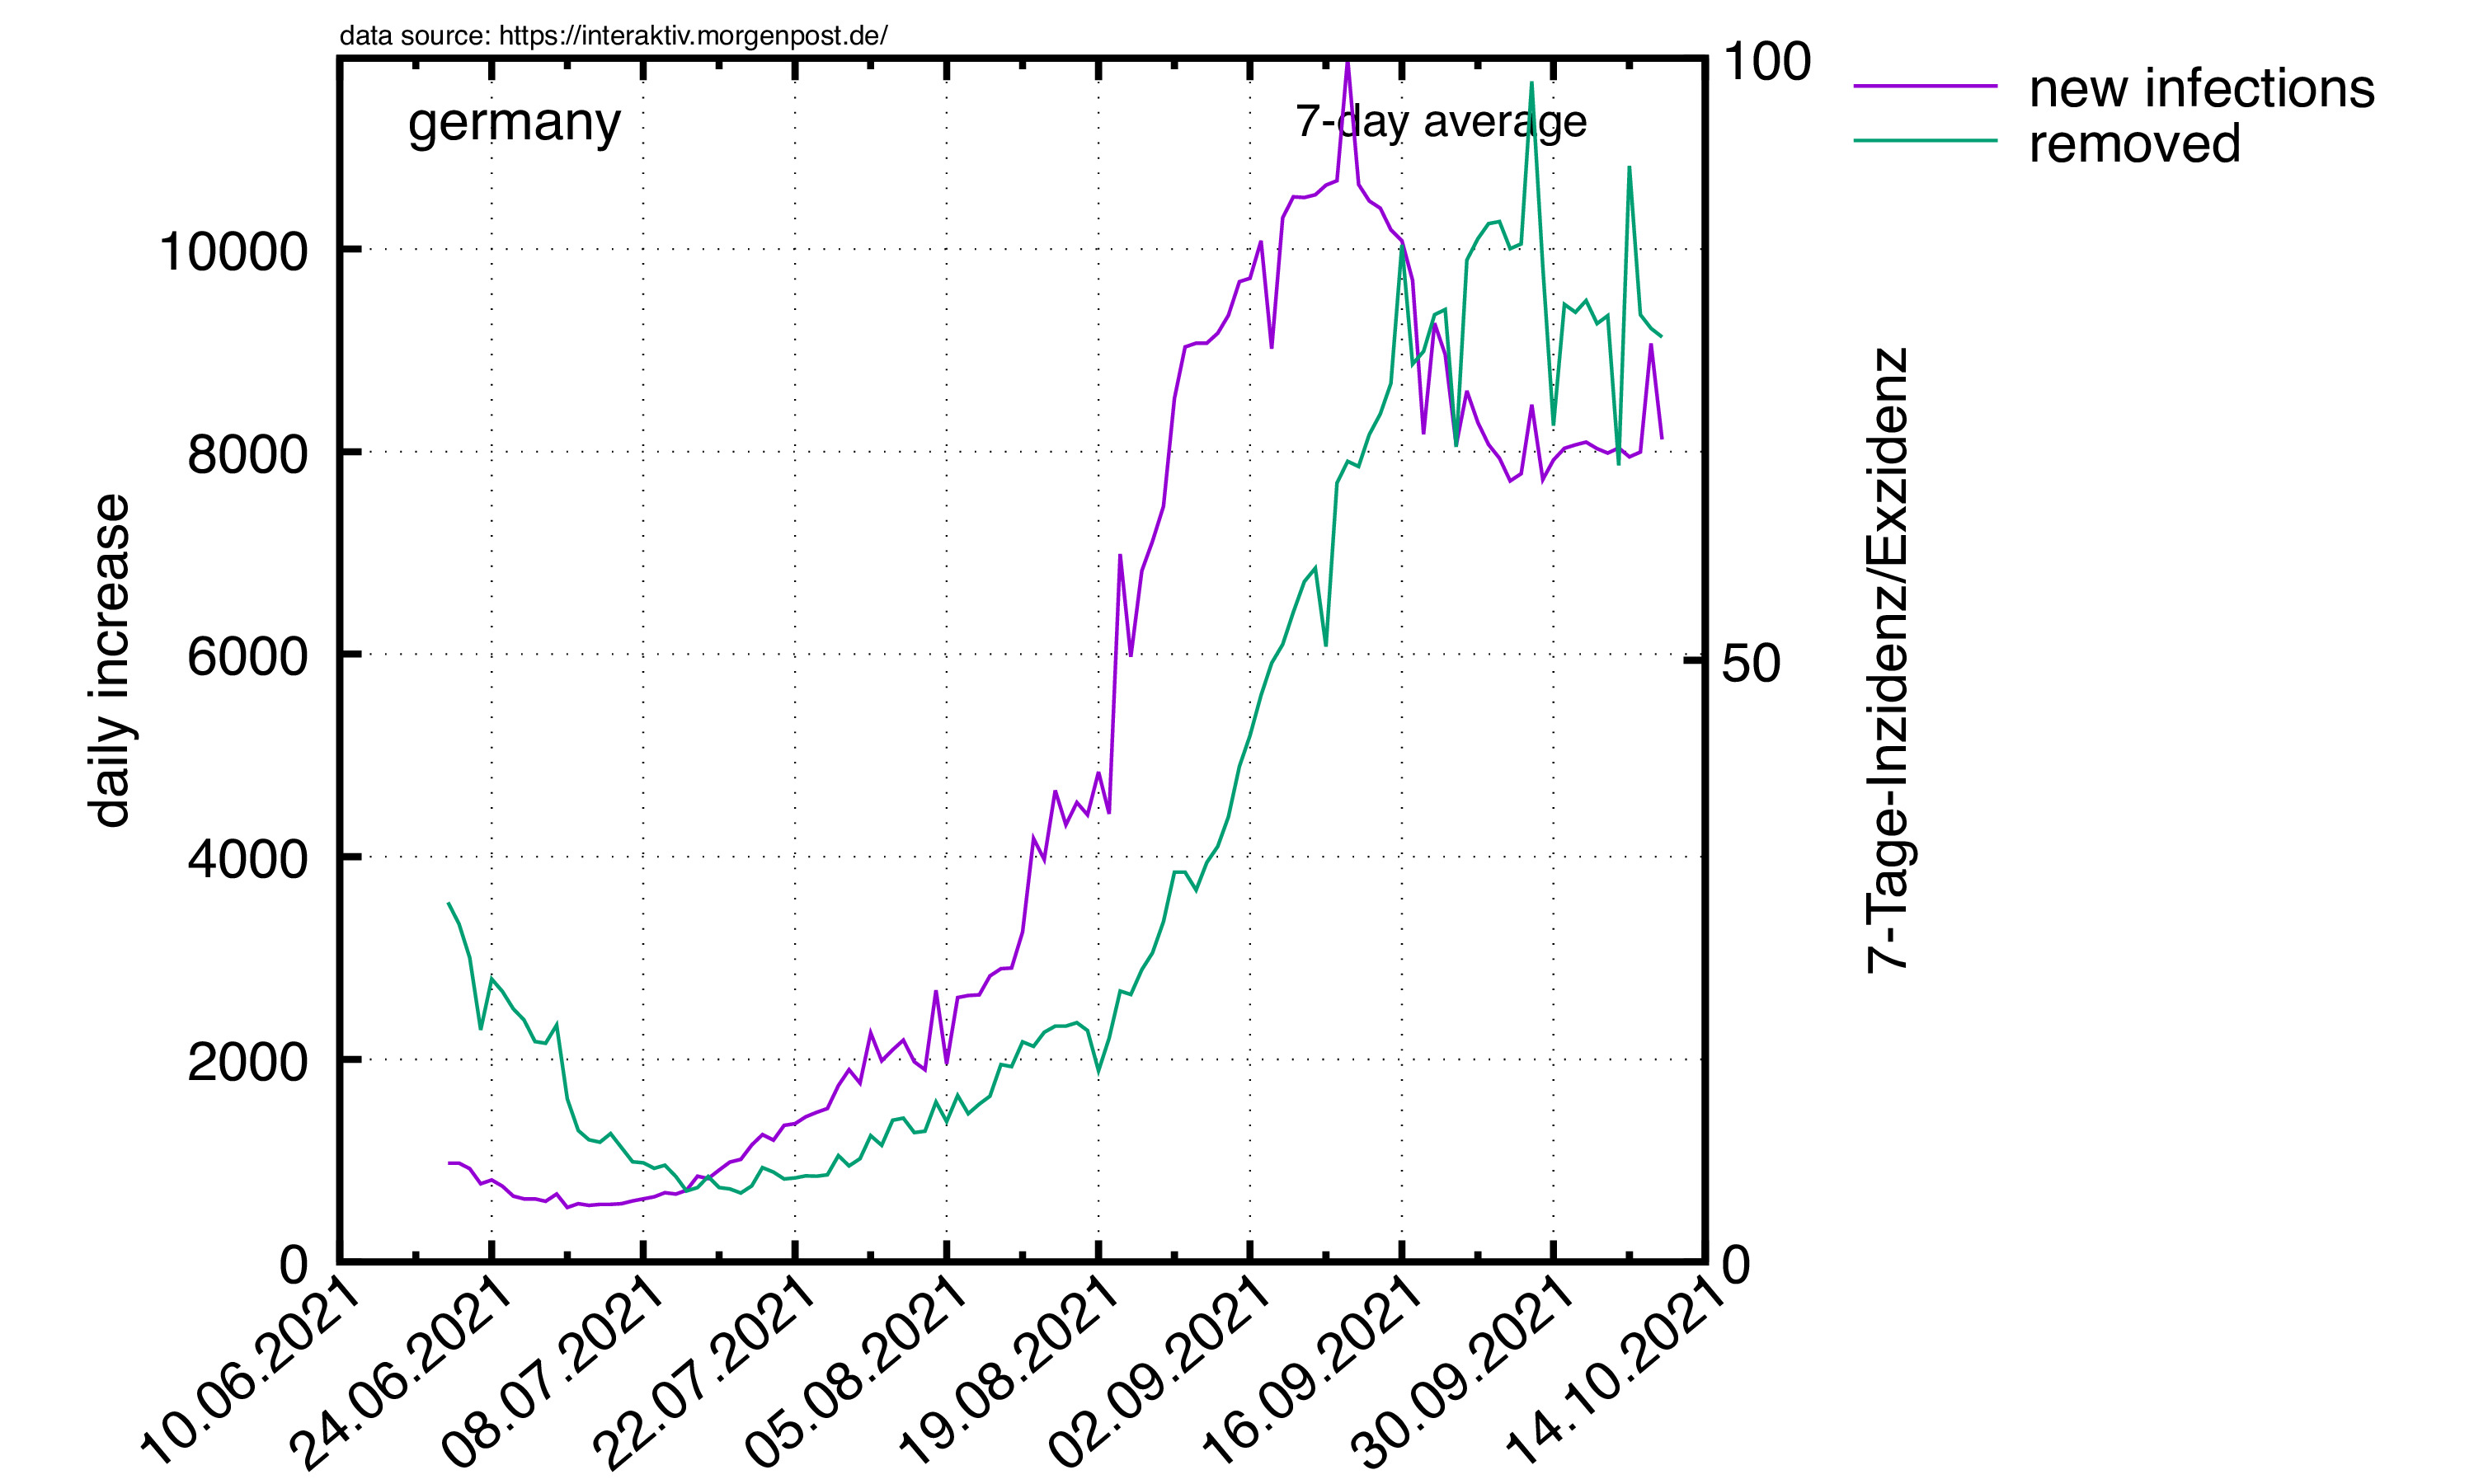 data source: https://interaktiv.morgenpost.de/
germany
7-day average
new infections
removed
daily increase
10000
8000
6000
4000
2000
0
100
50
0
7-Tage-Inzidenz/Exzidenz
10.06.2021
24.06.2021
08.07.2021
22.07.2021
05.08.2021
19.08.2021
02.09.2021
16.09.2021
30.09.2021
14.10.2021